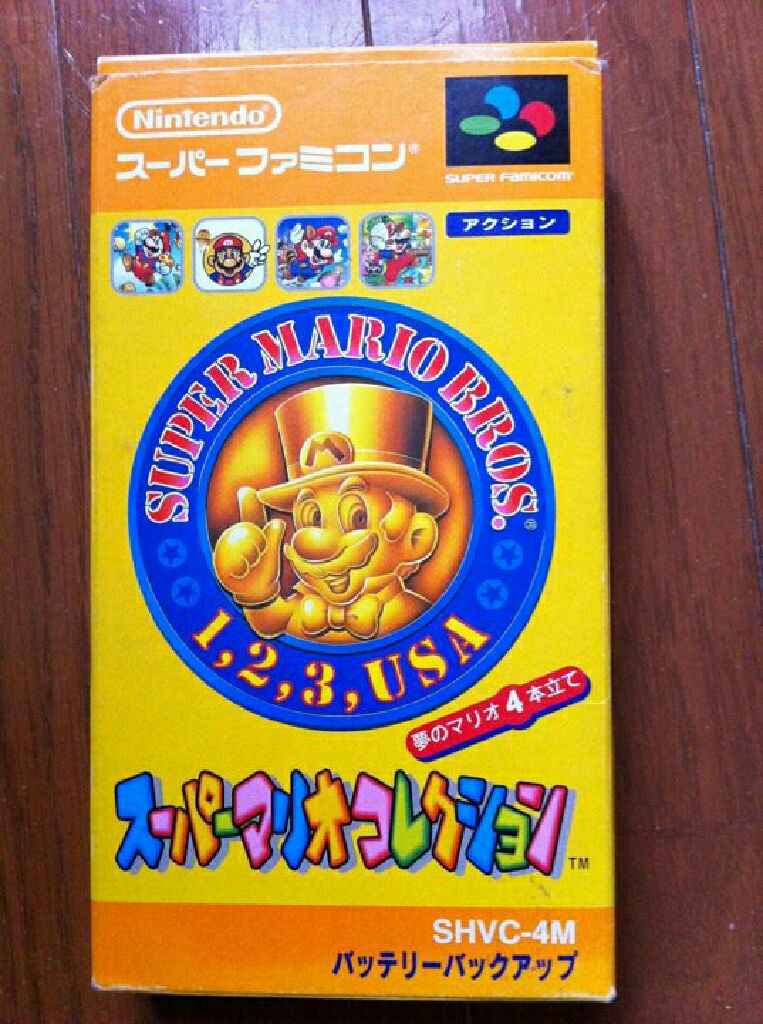 Nintendo®
スーパーファミコン®
SUPER FAMICOM
アクション
SUPER MARIO BROS.®
M
1, 2, 3, USA
夢のマリオ4本立て
スーパーマリオコレクション™
SHVC-4M
バッテリーバックアップ